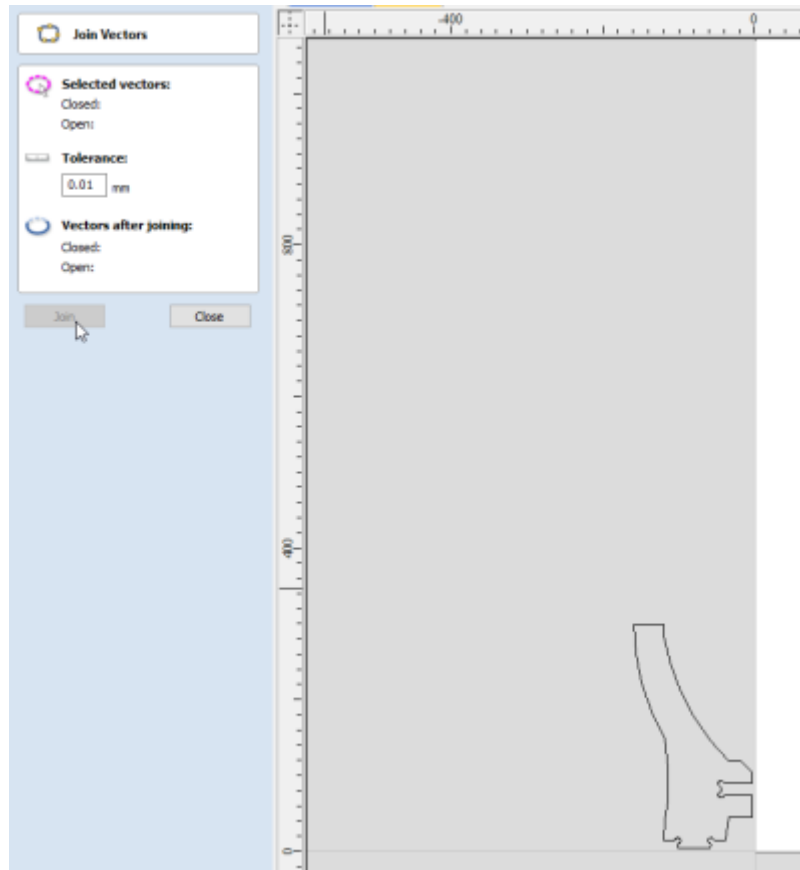 Join Vectors
-400
0
Selected vectors:
Closed:
Open:
Tolerance:
0.01 mm
Vectors after joining:
Closed:
Open:
800
Join
Close
400
0